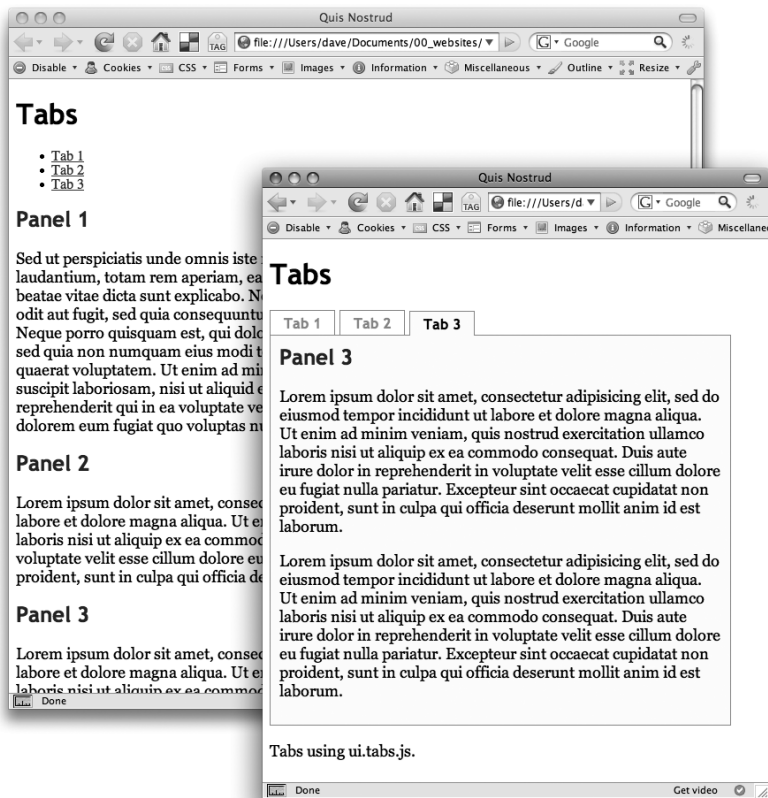 Quis Nostrud
TAG file:///Users/dave/Documents/00_websites/ G Google
Disable Cookies CSS Forms Images Information Miscellaneous Outline Resize
Tabs
Tab 1
Tab 2
Tab 3
Panel 1
Sed ut perspiciatis unde omnis iste
laudantium, totam rem aperiam, ea
beatae vitae dicta sunt explicabo.
odit aut fugit, sed quia consequuntu
Neque porro quisquam est, qui dolo
sed quia non numquam eius modi t
quaerat voluptatem. Ut enim ad mi
suscipit laboriosam, nisi ut aliquid e
reprehenderit qui in ea voluptate ve
dolorem eum fugiat quo voluptas nu
Panel 2
Lorem ipsum dolor sit amet, consec
labore et dolore magna aliqua. Ut e
laboris nisi ut aliquip ex ea commo
voluptate velit esse cillum dolore eu
proident, sunt in culpa qui officia de
Panel 3
Lorem ipsum dolor sit amet, consec
labore et dolore magna aliqua. Ut e
laboris nisi ut aliquip ex ea commo
Done
Quis Nostrud
TAG file:///Users/d G Google
Disable Cookies CSS Forms Images Information Miscellane
Tabs
Tab 1 Tab 2 Tab 3
Panel 3
Lorem ipsum dolor sit amet, consectetur adipisicing elit, sed do
eiusmod tempor incididunt ut labore et dolore magna aliqua.
Ut enim ad minim veniam, quis nostrud exercitation ullamco
laboris nisi ut aliquip ex ea commodo consequat. Duis aute
irure dolor in reprehenderit in voluptate velit esse cillum dolore
eu fugiat nulla pariatur. Excepteur sint occaecat cupidatat non
proident, sunt in culpa qui officia deserunt mollit anim id est
laborum.
Lorem ipsum dolor sit amet, consectetur adipisicing elit, sed do
eiusmod tempor incididunt ut labore et dolore magna aliqua.
Ut enim ad minim veniam, quis nostrud exercitation ullamco
laboris nisi ut aliquip ex ea commodo consequat. Duis aute
irure dolor in reprehenderit in voluptate velit esse cillum dolore
eu fugiat nulla pariatur. Excepteur sint occaecat cupidatat non
proident, sunt in culpa qui officia deserunt mollit anim id est
laborum.
Tabs using ui.tabs.js.
Done Get video